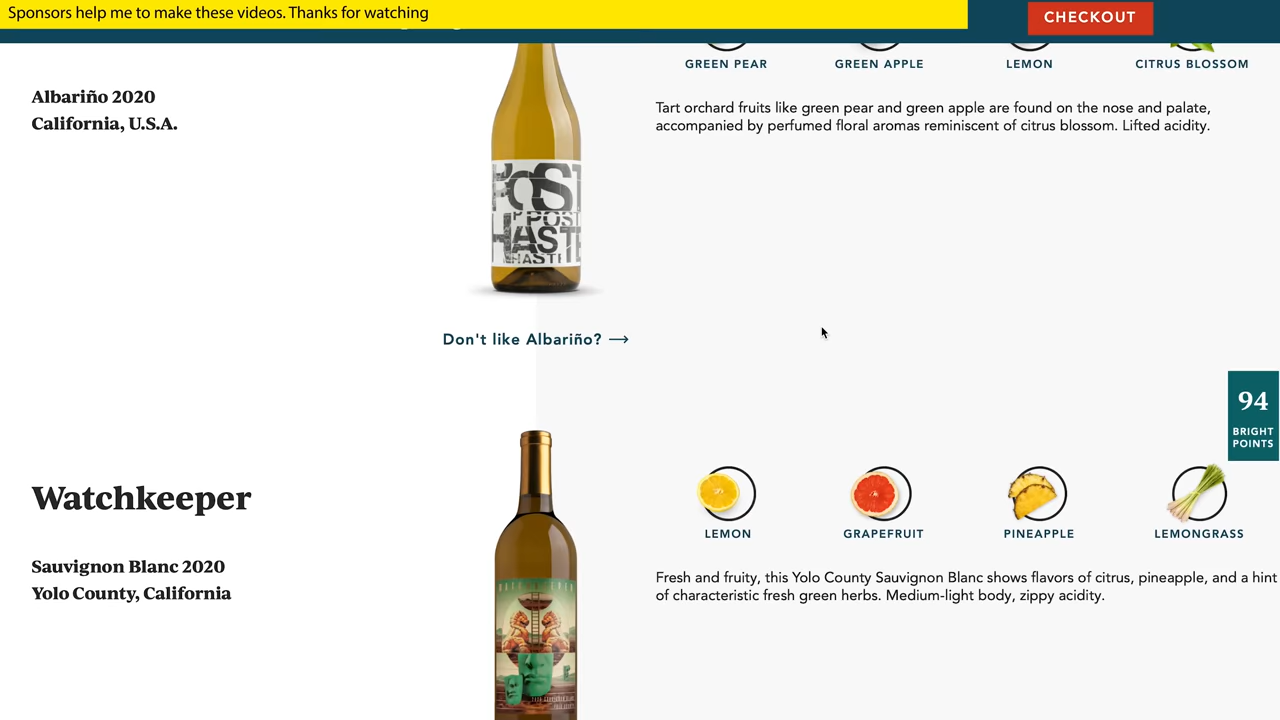 Sponsors help me to make these videos. Thanks for watching
CHECKOUT
GREEN PEAR
GREEN APPLE
LEMON
CITRUS BLOSSOM
Albariño 2020
California, U.S.A.
Tart orchard fruits like green pear and green apple are found on the nose and palate,
accompanied by perfumed floral aromas reminiscent of citrus blossom. Lifted acidity.
POST
POST
HASTE
HASTE
Don't like Albariño? →
94
BRIGHT
POINTS
Watchkeeper
LEMON
GRAPEFRUIT
PINEAPPLE
LEMONGRASS
Sauvignon Blanc 2020
Yolo County, California
Fresh and fruity, this Yolo County Sauvignon Blanc shows flavors of citrus, pineapple, and a hint
of characteristic fresh green herbs. Medium-light body, zippy acidity.